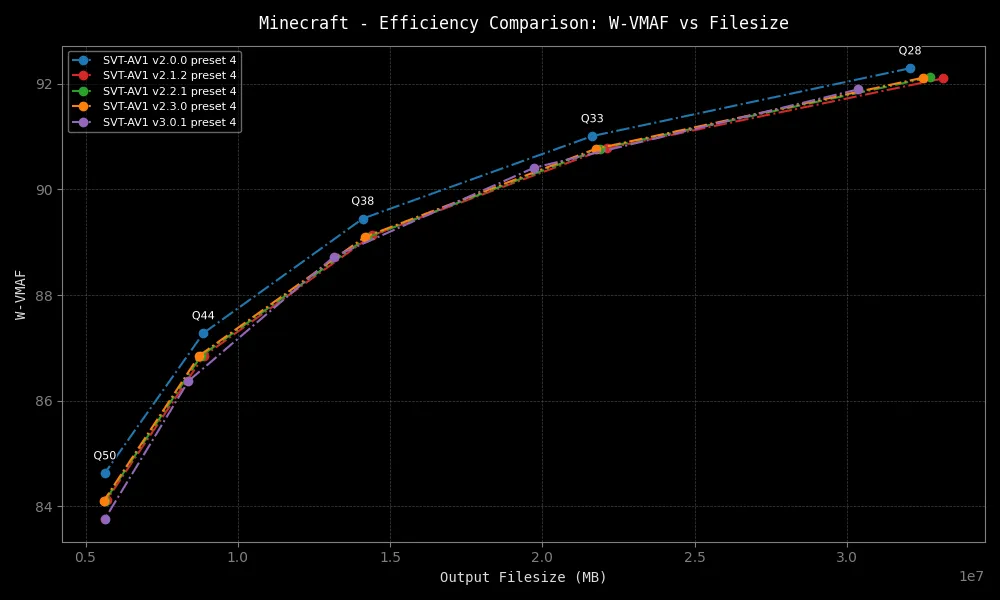 Minecraft - Efficiency Comparison: W-VMAF vs Filesize
SVT-AV1 v2.0.0 preset 4
SVT-AV1 v2.1.2 preset 4
SVT-AV1 v2.2.1 preset 4
SVT-AV1 v2.3.0 preset 4
SVT-AV1 v3.0.1 preset 4
Q28
Q33
Q38
Q44
Q50
92
90
88
86
84
W-VMAF
0.5 1.0 1.5 2.0 2.5 3.0
1e7
Output Filesize (MB)